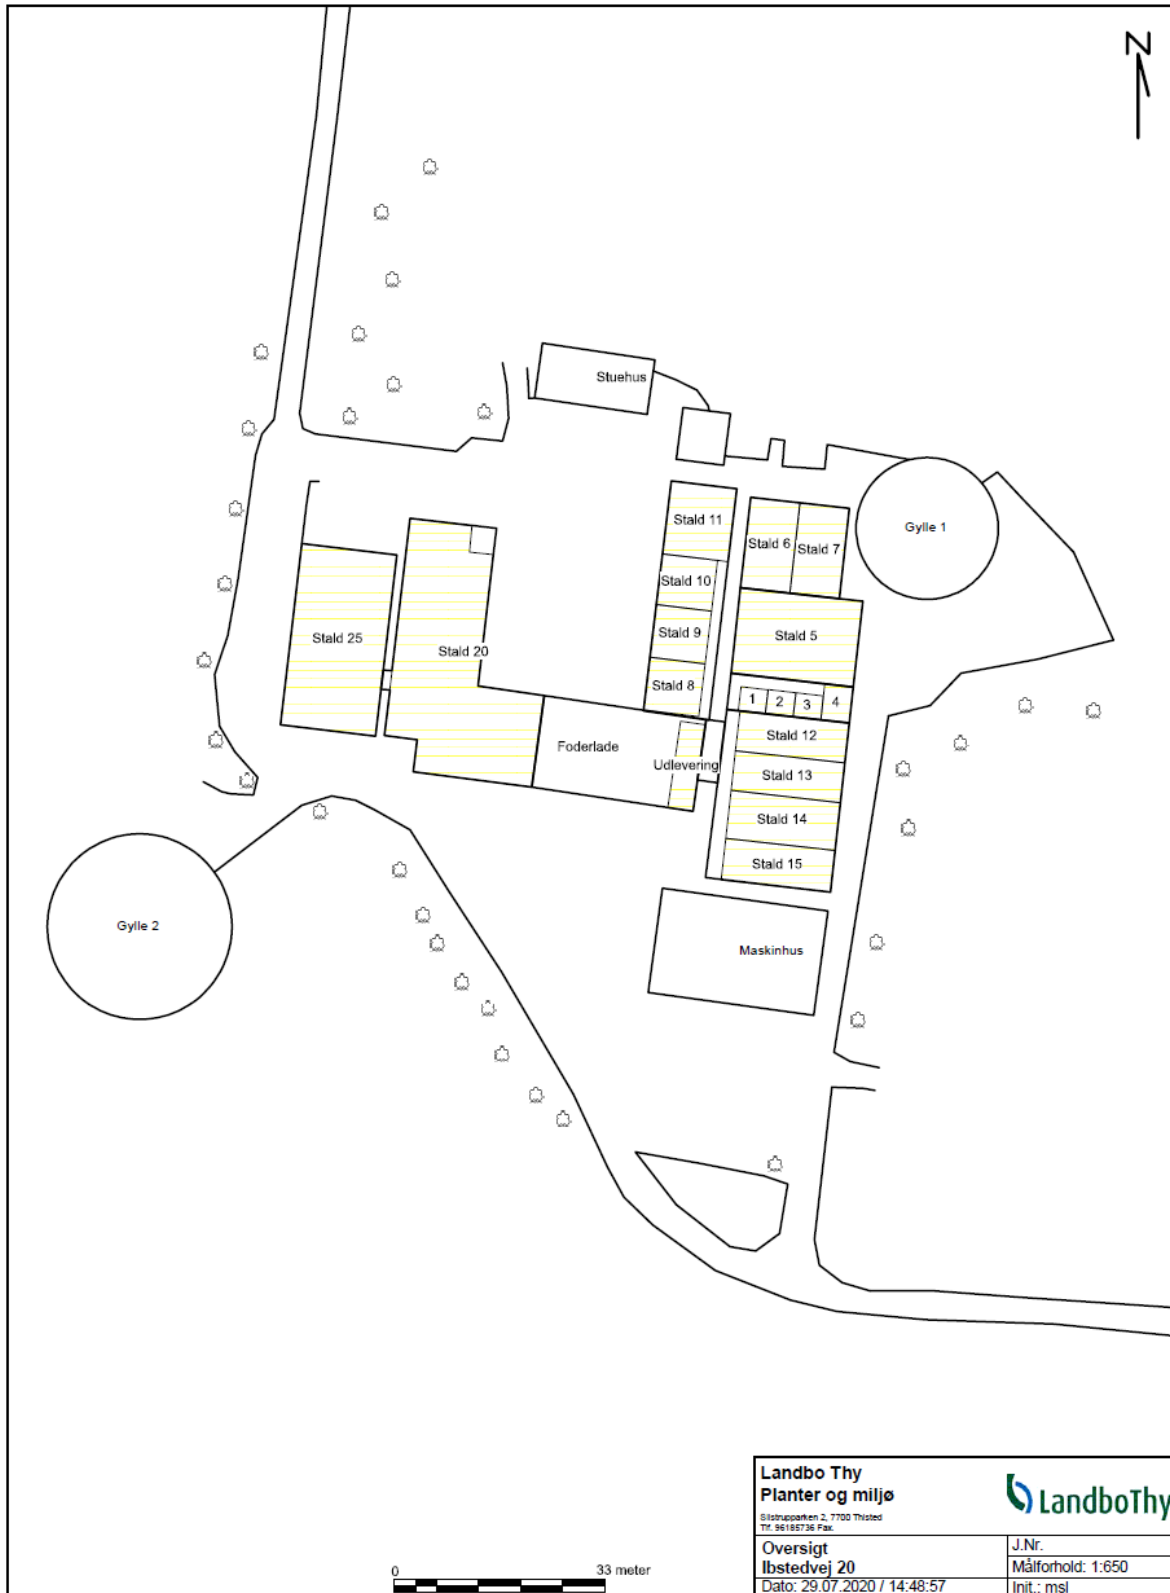 N
Stuehus
Stald 11
Gylle 1
Stald 6
Stald 7
Stald 10
Stald 9
Stald 5
Stald 25
Stald 20
Stald 8
1
2
3
4
Stald 12
Foderlade
Udlevering
Stald 13
Stald 14
Stald 15
Gylle 2
Maskinhus
Landbo Thy
Planter og miljø
Silstrupparken 2, 7700 Thisted
Tlf. 96185736 Fax.
LandboThy
Oversigt
Ibstedvej 20
Dato: 29.07.2020 / 14:48:57
J.Nr.
Målforhold: 1:650
Init.: msl
0
33 meter